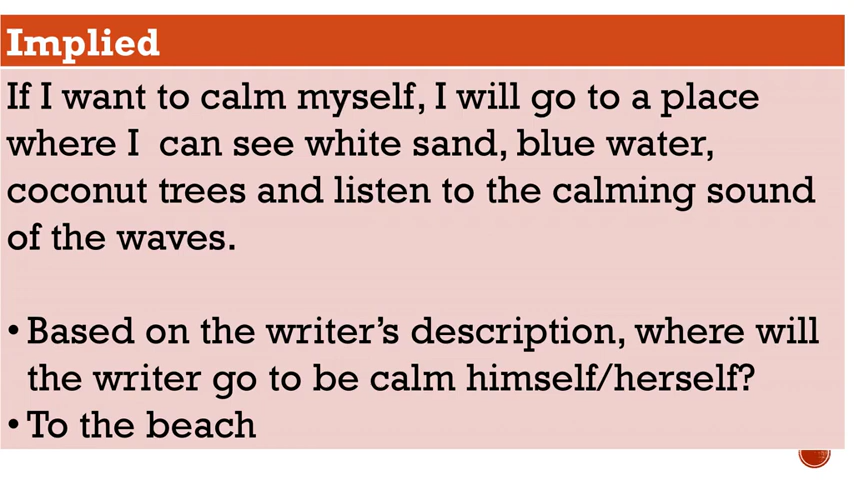 Implied
If I want to calm myself, I will go to a place
where I can see white sand, blue water,
coconut trees and listen to the calming sound
of the waves.
• Based on the writer's description, where will
the writer go to be calm himself/herself?
• To the beach